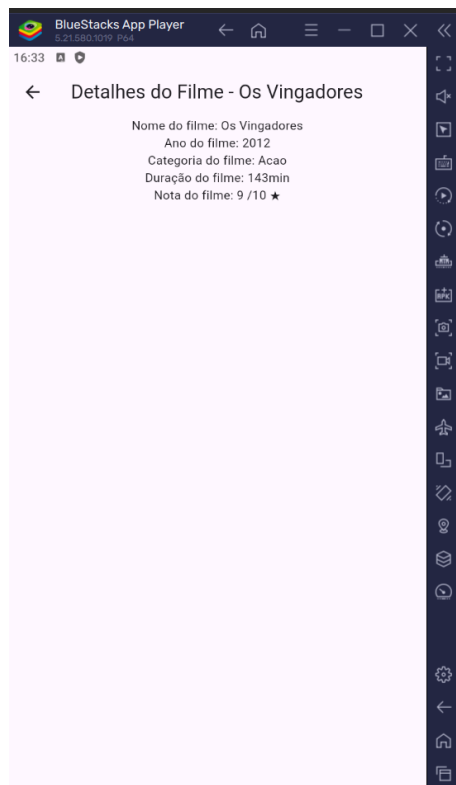 BlueStacks App Player
5.21.580.1019 P64
16:33
Detalhes do Filme - Os Vingadores
Nome do filme: Os Vingadores
Ano do filme: 2012
Categoria do filme: Acao
Duração do filme: 143min
Nota do filme: 9 /10 ★